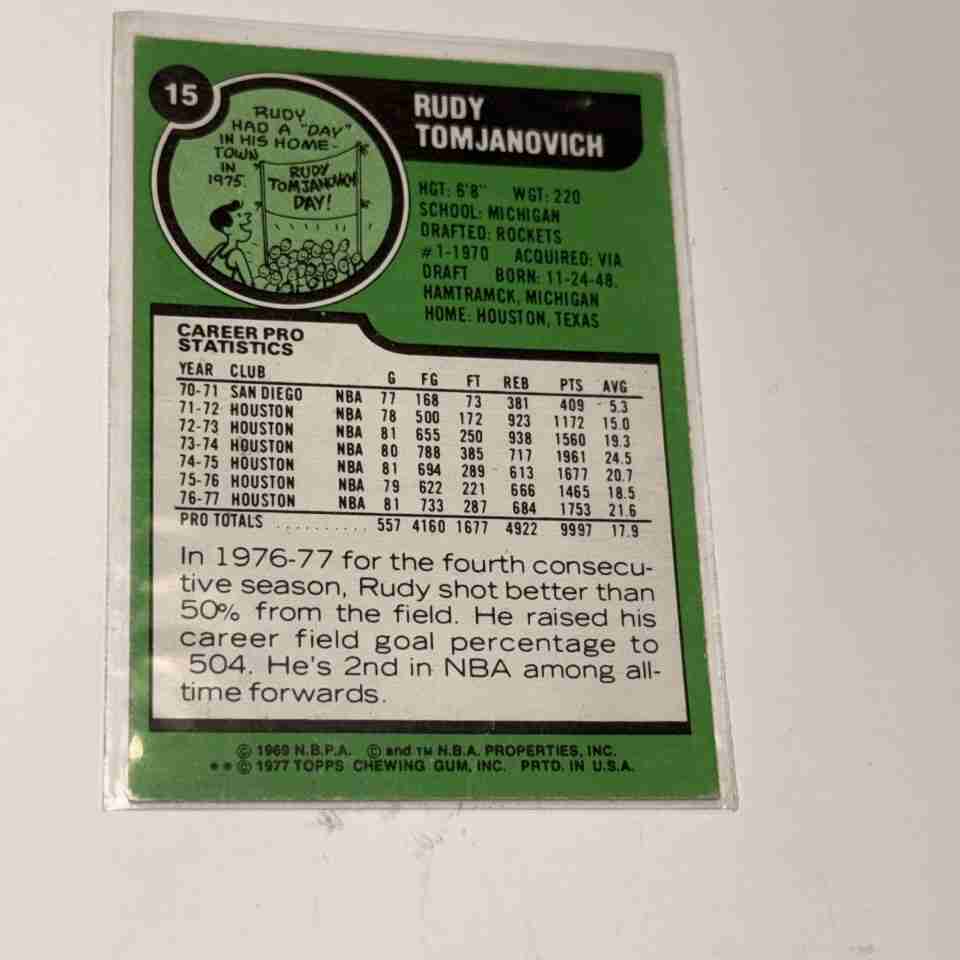 15
RUDY
TOMJANOVICH
RUDY
HAD A "DAY"
IN HIS HOME-
TOWN
IN
1975.
RUDY
TOMJANOVICH
DAY!
HGT: 6'8" WGT: 220
SCHOOL: MICHIGAN
DRAFTED: ROCKETS
#1-1970 ACQUIRED: VIA
DRAFT BORN: 11-24-48.
HAMTRAMCK, MICHIGAN
HOME: HOUSTON, TEXAS
CAREER PRO
STATISTICS
YEAR CLUB G FG FT REB PTS AVG
70-71 SAN DIEGO NBA 77 168 73 381 409 5.3
71-72 HOUSTON NBA 78 500 172 923 1172 15.0
72-73 HOUSTON NBA 81 655 250 938 1560 19.3
73-74 HOUSTON NBA 80 788 385 717 1961 24.5
74-75 HOUSTON NBA 81 694 289 613 1677 20.7
75-76 HOUSTON NBA 79 622 221 666 1465 18.5
76-77 HOUSTON NBA 81 733 287 684 1753 21.6
PRO TOTALS .......... 557 4160 1677 4922 9997 17.9
In 1976-77 for the fourth consecu-
tive season, Rudy shot better than
50% from the field. He raised his
career field goal percentage to
504. He's 2nd in NBA among all-
time forwards.
© 1969 N.B.P.A. © and ™ N.B.A. PROPERTIES, INC.
** © 1977 TOPPS CHEWING GUM, INC. PRTD. IN U.S.A.